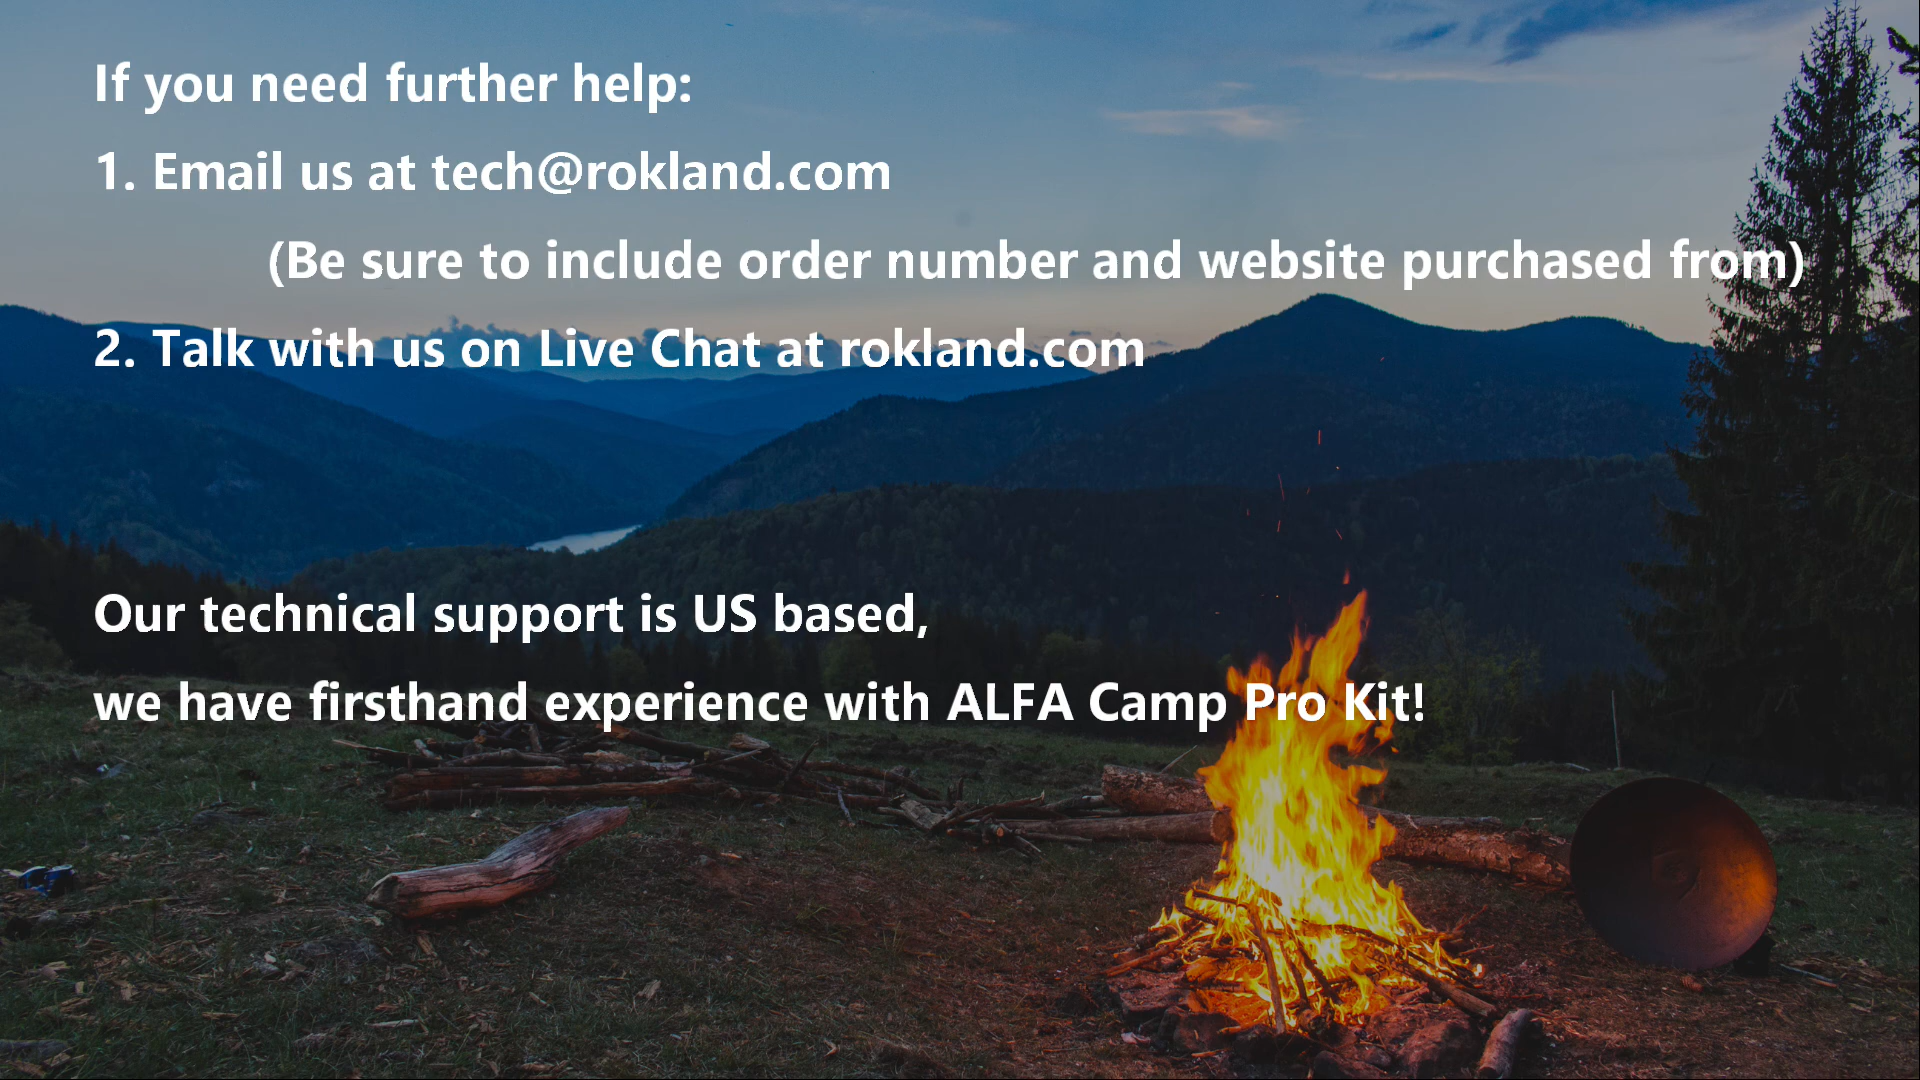 If you need further help:
1. Email us at tech@rokland.com
(Be sure to include order number and website purchased from)
2. Talk with us on Live Chat at rokland.com
Our technical support is US based,
we have firsthand experience with ALFA Camp Pro Kit!